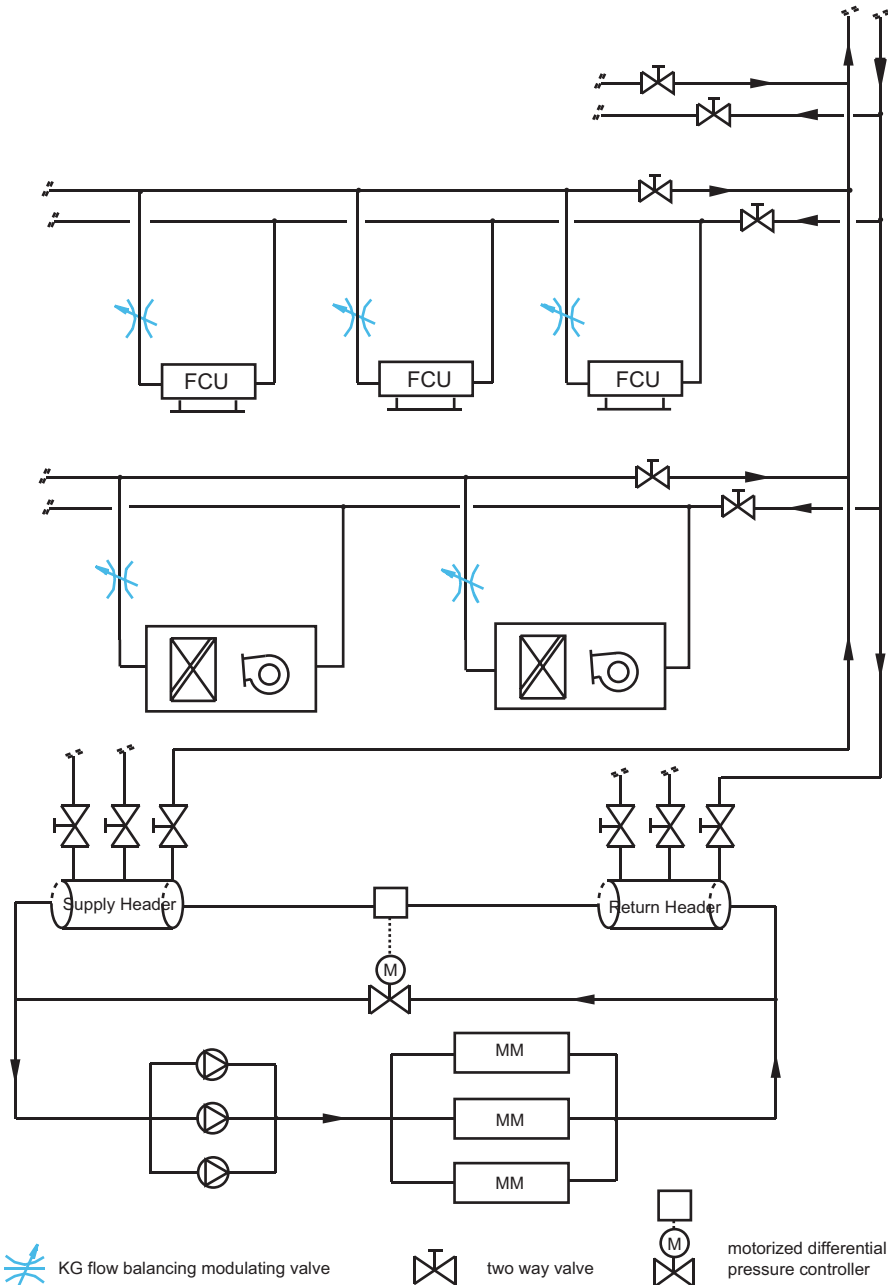 FCU
FCU
FCU
Supply Header
Return Header
M
MM
MM
MM
M
KG flow balancing modulating valve
two way valve
motorized differential
pressure controller